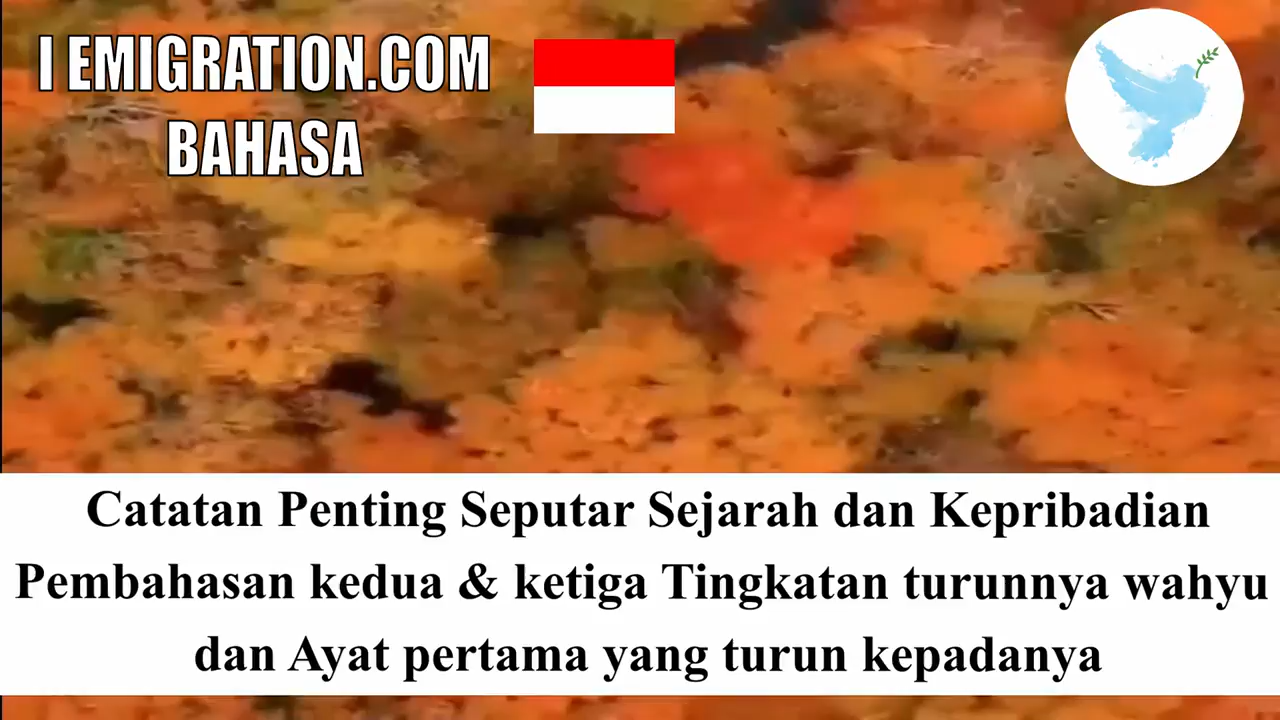 I EMIGRATION.COM
BAHASA
Catatan Penting Seputar Sejarah dan Kepribadian
Pembahasan kedua & ketiga Tingkatan turunnya wahyu
dan Ayat pertama yang turun kepadanya